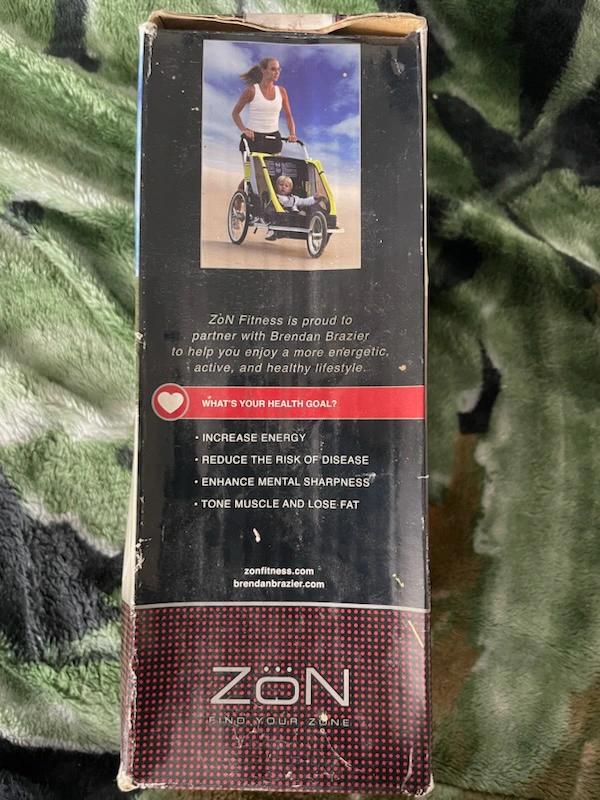 ZöN Fitness is proud to
partner with Brendan Brazier
to help you enjoy a more energetic,
active, and healthy lifestyle.
WHAT'S YOUR HEALTH GOAL?
• INCREASE ENERGY
• REDUCE THE RISK OF DISEASE
• ENHANCE MENTAL SHARPNESS
• TONE MUSCLE AND LOSE FAT
zonfitness.com
brendanbrazier.com
ZöN
FIND YOUR ZONE